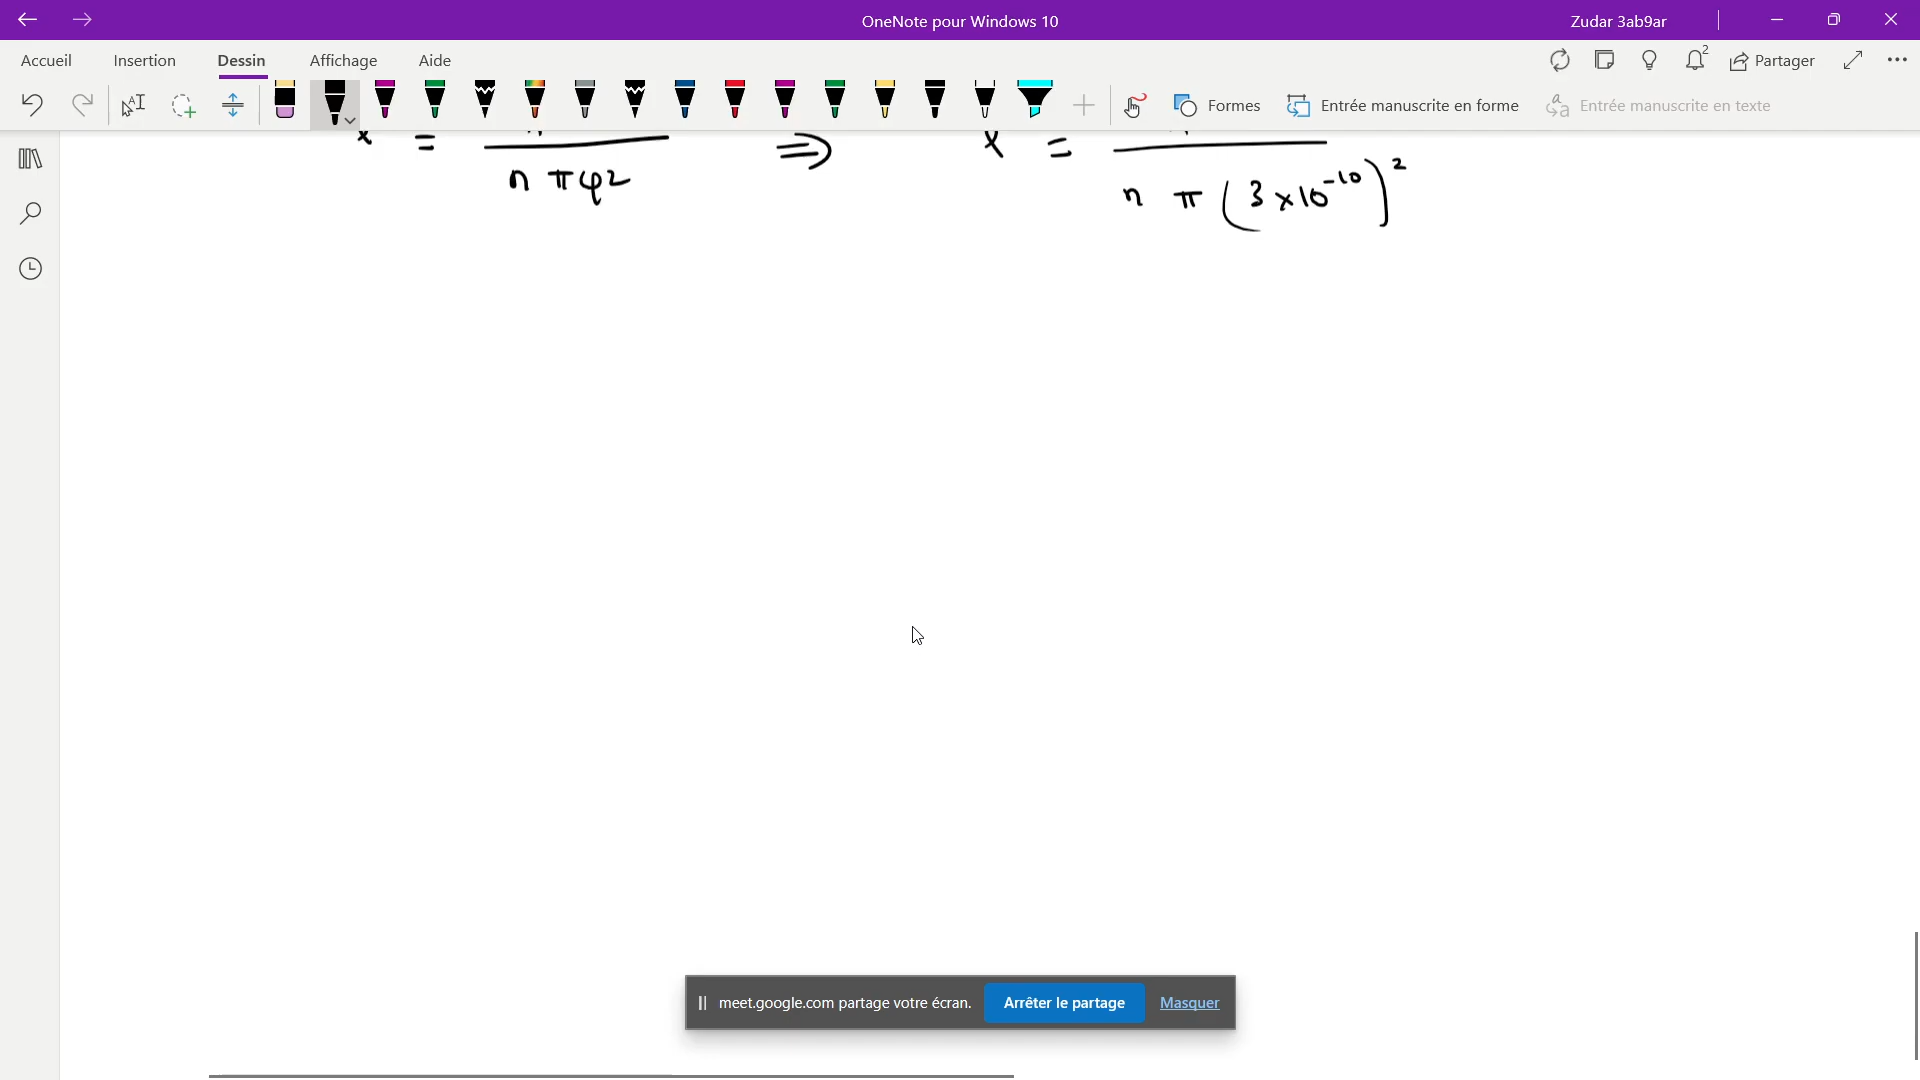 OneNote pour Windows 10
Zudar 3ab9ar
Accueil Insertion Dessin Affichage Aide
2
Partager
Formes
Entrée manuscrite en forme
Entrée manuscrite en texte
= ⇒ =
n π φ2
n π (3 × 10^-10)^2
meet.google.com partage votre écran.
Arrêter le partage
Masquer